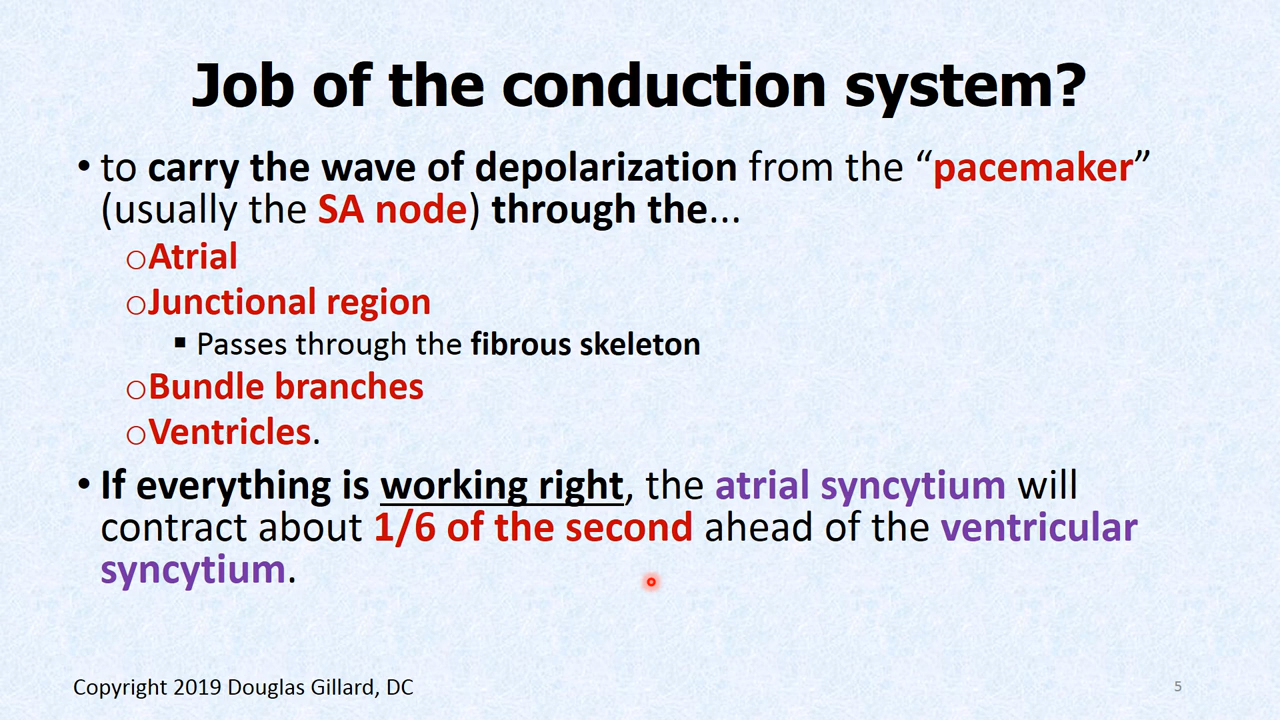 Job of the conduction system?
• to carry the wave of depolarization from the “pacemaker”
(usually the SA node) through the...
○Atrial
○Junctional region
▪ Passes through the fibrous skeleton
○Bundle branches
○Ventricles.
• If everything is working right, the atrial syncytium will
contract about 1/6 of the second ahead of the ventricular
syncytium.
Copyright 2019 Douglas Gillard, DC
5